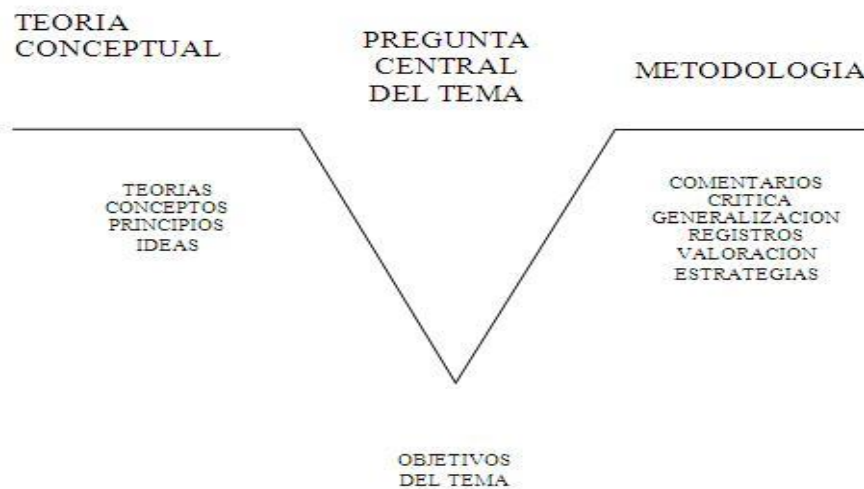 TEORIA
CONCEPTUAL
PREGUNTA
CENTRAL
DEL TEMA
METODOLOGIA
TEORIAS
CONCEPTOS
PRINCIPIOS
IDEAS
COMENTARIOS
CRITICA
GENERALIZACION
REGISTROS
VALORACION
ESTRATEGIAS
OBJETIVOS
DEL TEMA